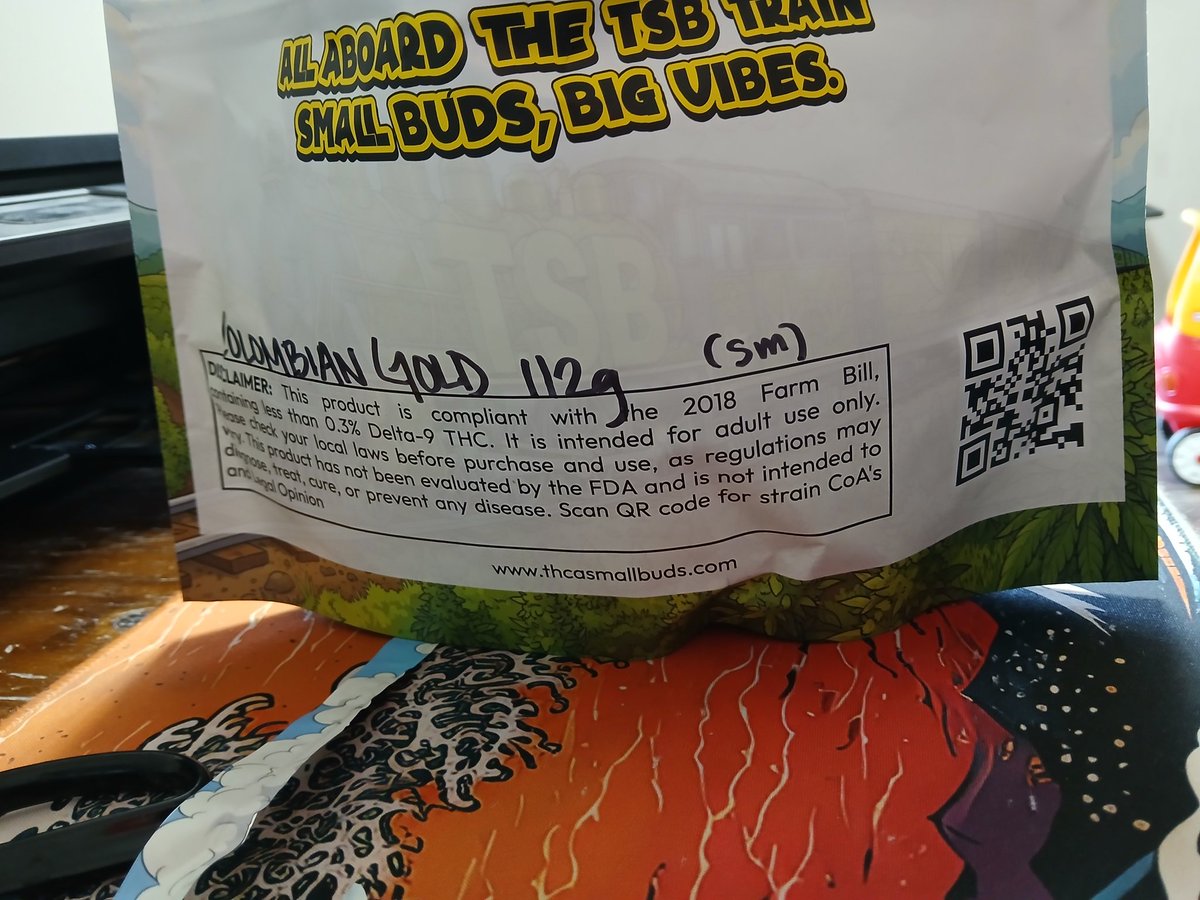 ALL ABOARD THE TSB TRAIN
SMALL BUDS, BIG VIBES.
TSB
COLOMBIAN GOLD 112g (sm)
DISCLAIMER: This product is compliant with the 2018 Farm Bill,
containing less than 0.3% Delta-9 THC. It is intended for adult use only.
Please check your local laws before purchase and use, as regulations may
vary. This product has not been evaluated by the FDA and is not intended to
diagnose, treat, cure, or prevent any disease. Scan QR code for strain CoA's
and Legal Opinion
www.thcasmallbuds.com